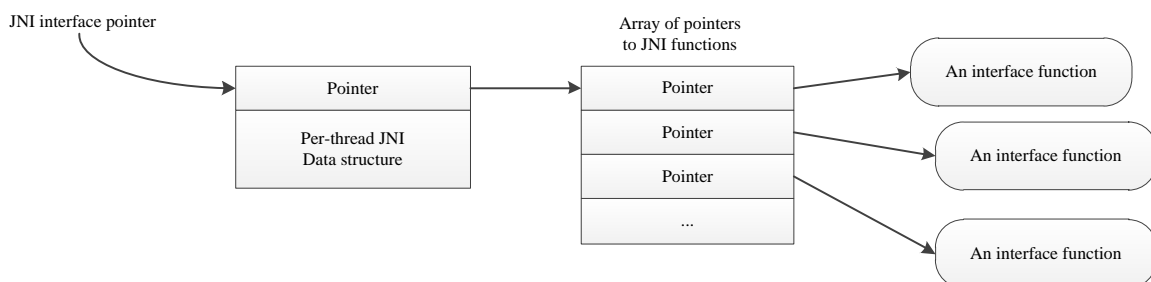 JNI interface pointer
Array of pointers
to JNI functions
Pointer
Per-thread JNI
Data structure
Pointer
Pointer
Pointer
...
An interface function
An interface function
An interface function